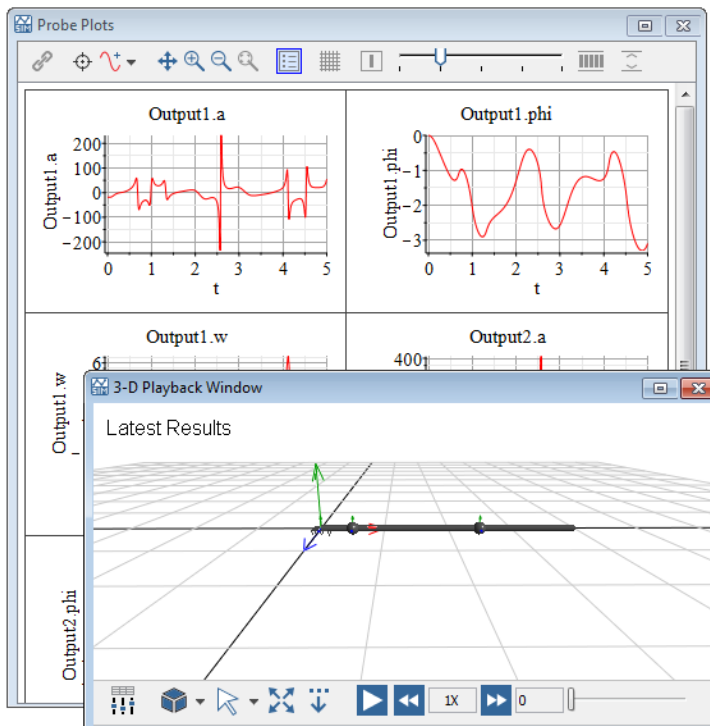 Probe Plots
Output1.a
Output1.a
200
100
0
−100
−200
0 1 2 3 4 5
t
Output1.phi
Output1.phi
0
−1
−2
−3
0 1 2 3 4 5
t
Output1.w
Output1.w
6
Output2.a
400
Output2.phi
3-D Playback Window
Latest Results
1X
0